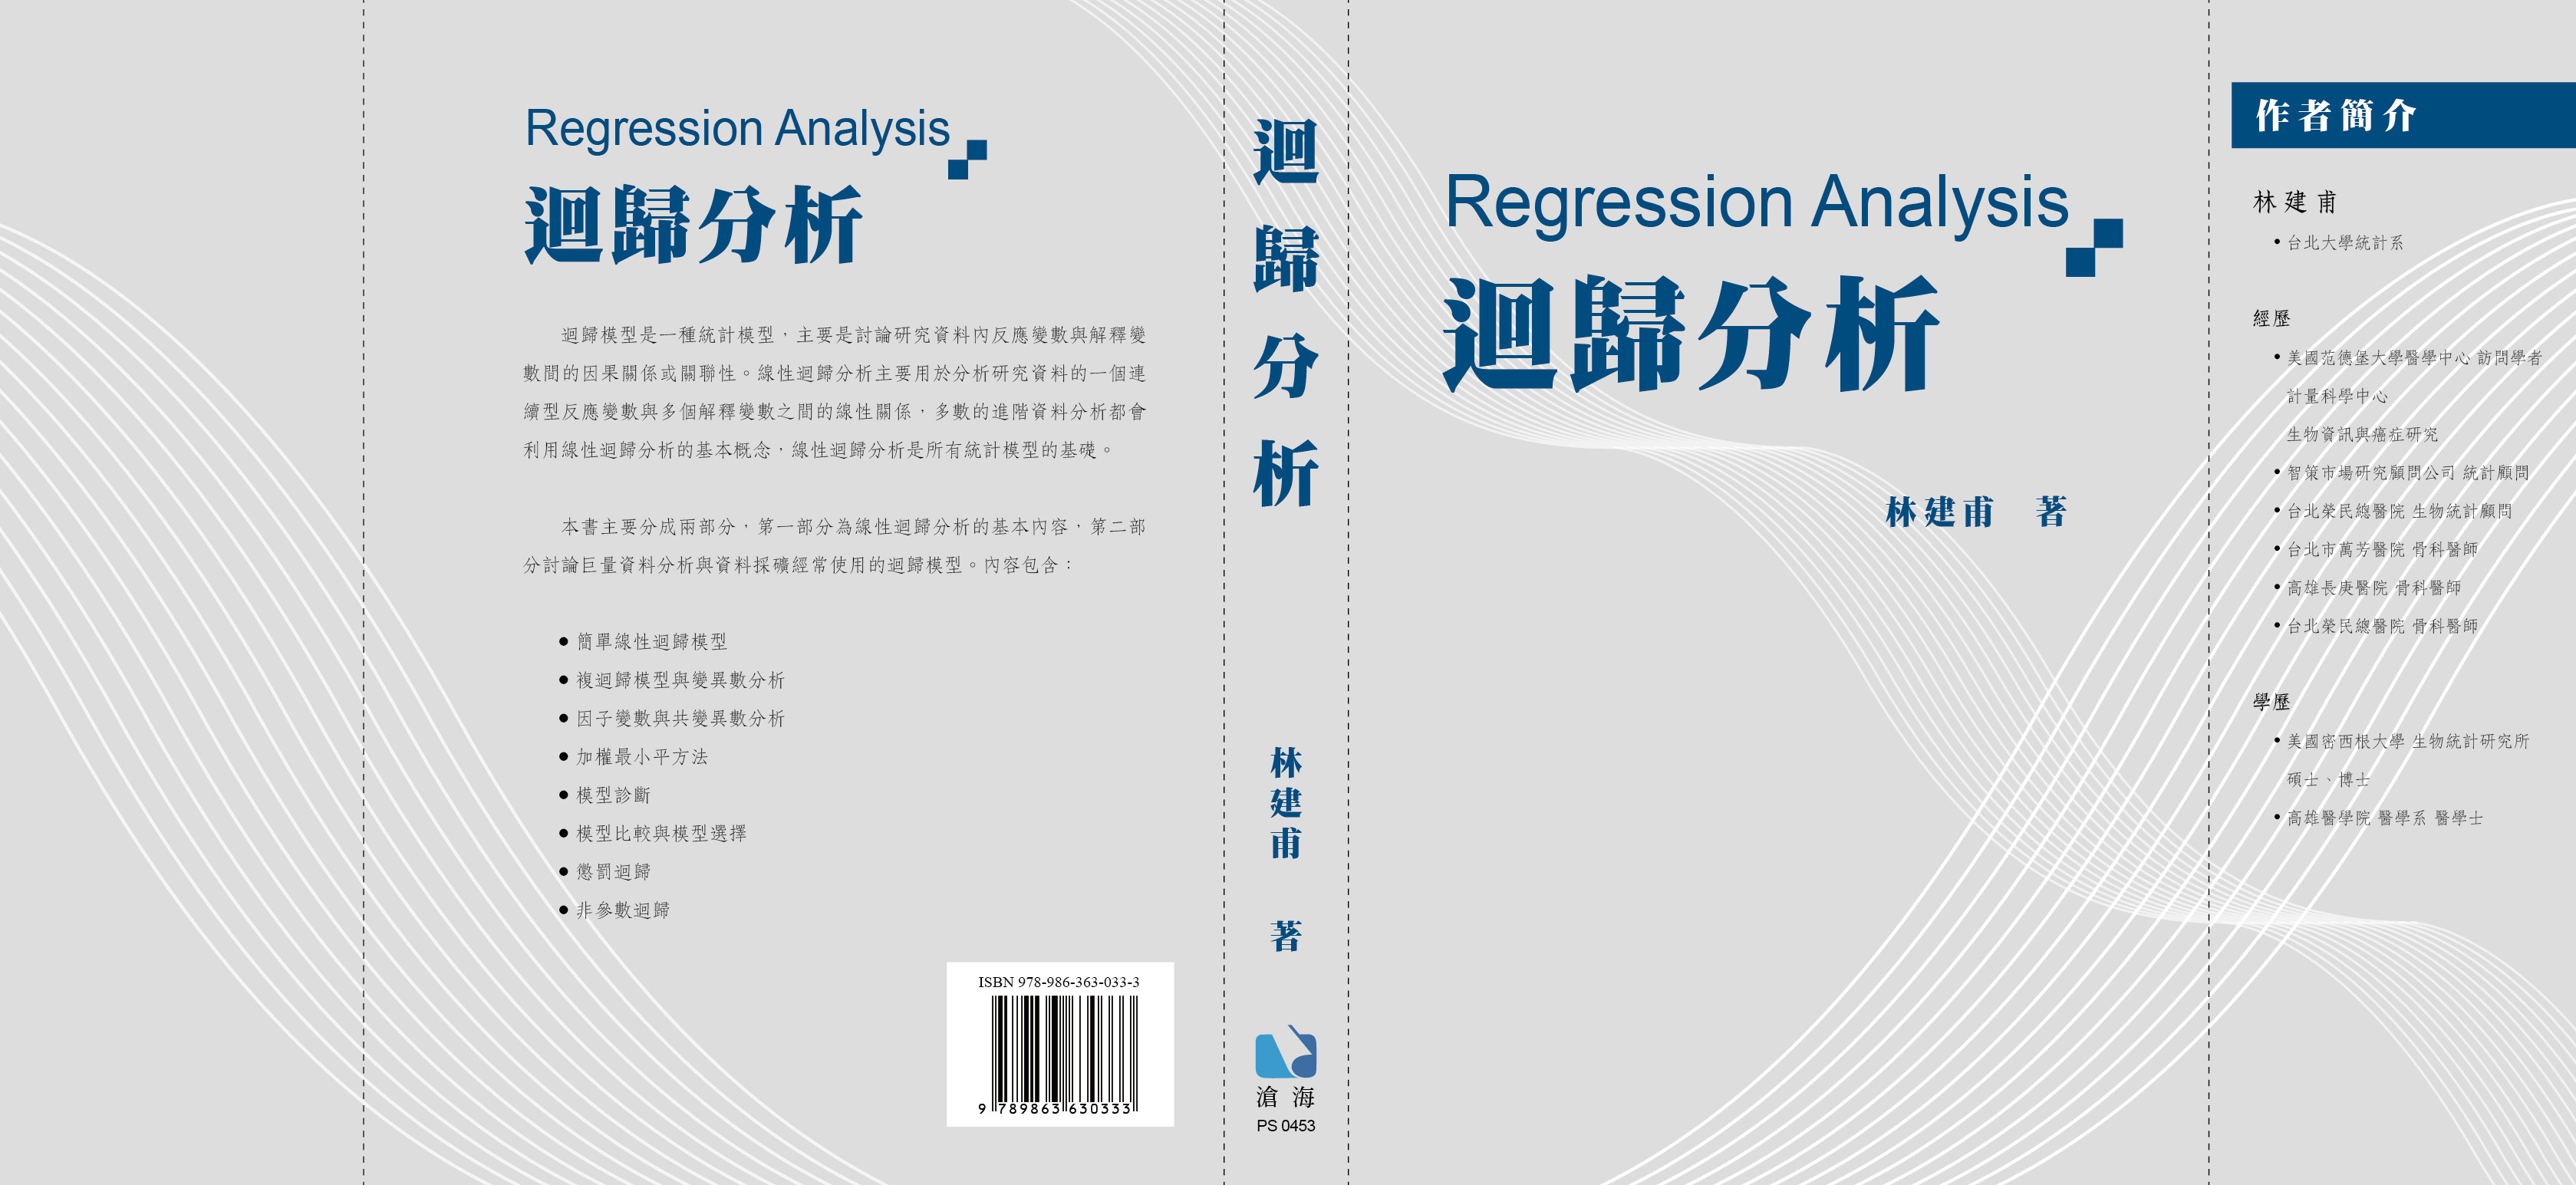 Regression Analysis
迴歸分析
迴歸模型是一種統計模型，主要是討論研究資料內反應變數與解釋變
數間的因果關係或關聯性。線性迴歸分析主要用於分析研究資料的一個連
續型反應變數與多個解釋變數之間的線性關係，多數的進階資料分析都會
利用線性迴歸分析的基本概念，線性迴歸分析是所有統計模型的基礎。
本書主要分成兩部分，第一部分為線性迴歸分析的基本內容，第二部
分討論巨量資料分析與資料採礦經常使用的迴歸模型。內容包含：
● 簡單線性迴歸模型
● 複迴歸模型與變異數分析
● 因子變數與共變異數分析
● 加權最小平方法
● 模型診斷
● 模型比較與模型選擇
● 懲罰迴歸
● 非參數迴歸
ISBN 978-986-363-033-3
9 789863 630333
迴歸分析
林建甫 著
滄海
PS 0453
Regression Analysis
迴歸分析
林建甫 著
作者簡介
林建甫
• 台北大學統計系
經歷
• 美國范德堡大學醫學中心 訪問學者
計量科學中心
生物資訊與癌症研究
• 智策市場研究顧問公司 統計顧問
• 台北榮民總醫院 生物統計顧問
• 台北市萬芳醫院 骨科醫師
• 高雄長庚醫院 骨科醫師
• 台北榮民總醫院 骨科醫師
學歷
• 美國密西根大學 生物統計研究所
碩士、博士
• 高雄醫學院 醫學系 醫學士